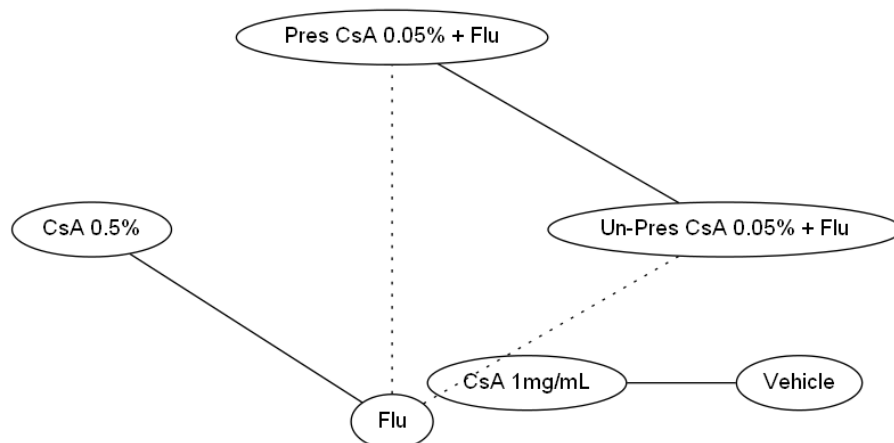 Pres CsA 0.05% + Flu
CsA 0.5%
Un-Pres CsA 0.05% + Flu
CsA 1mg/mL
Vehicle
Flu